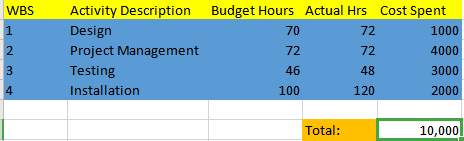 WBS Activity Description Budget Hours Actual Hrs Cost Spent
1 Design 70 72 1000
2 Project Management 72 72 4000
3 Testing 46 48 3000
4 Installation 100 120 2000
Total: 10,000